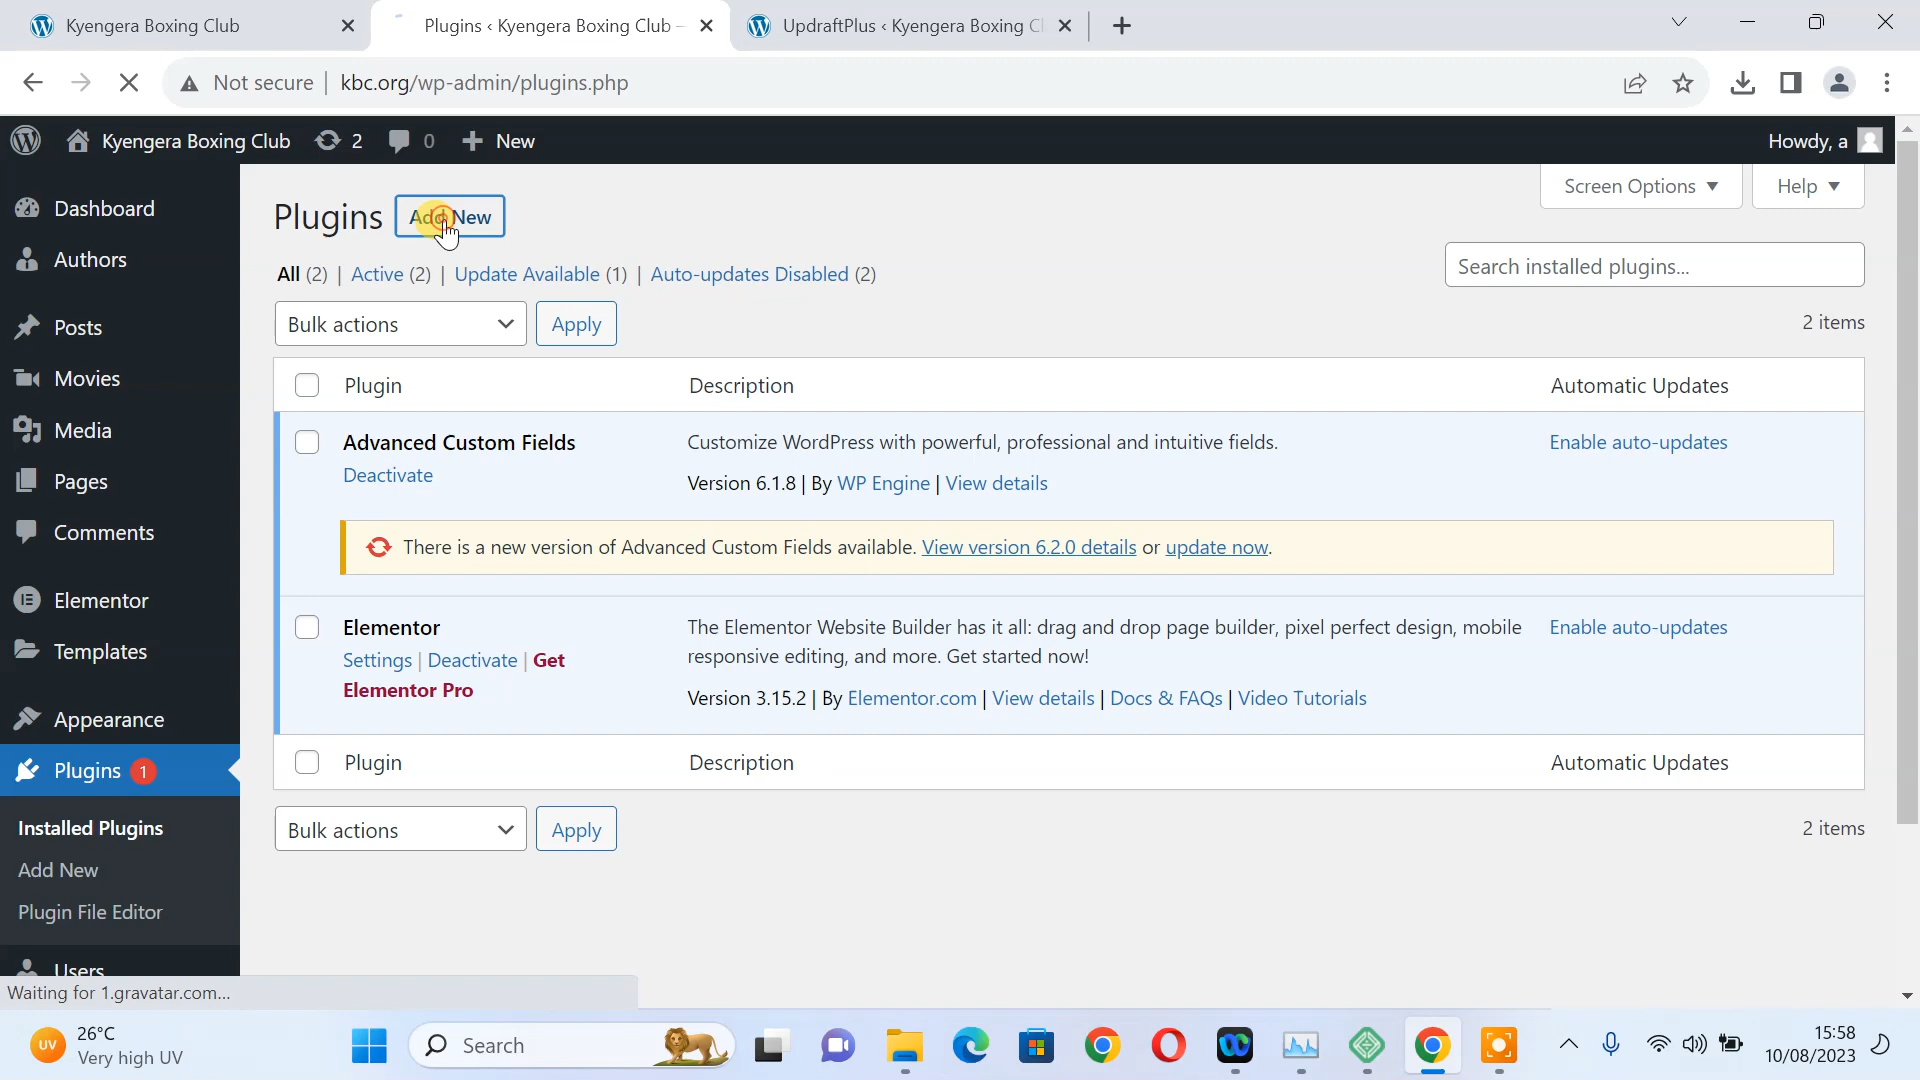 Kyengera Boxing Club
Plugins ‹ Kyengera Boxing Club –
UpdraftPlus ‹ Kyengera Boxing Cl
Not secure
kbc.org/wp-admin/plugins.php
Kyengera Boxing Club 2 0 New
Howdy, a
Screen Options
Help
Dashboard
Authors
Posts
Movies
Media
Pages
Comments
Elementor
Templates
Appearance
Plugins 1
Installed Plugins
Add New
Plugin File Editor
Users
Plugins Add New
All (2) | Active (2) | Update Available (1) | Auto-updates Disabled (2)
Search installed plugins...
Bulk actions Apply
2 items
Plugin Description Automatic Updates
Advanced Custom Fields
Deactivate
Customize WordPress with powerful, professional and intuitive fields.
Version 6.1.8 | By WP Engine | View details
Enable auto-updates
There is a new version of Advanced Custom Fields available. View version 6.2.0 details or update now.
Elementor
Settings | Deactivate | Get
Elementor Pro
The Elementor Website Builder has it all: drag and drop page builder, pixel perfect design, mobile
responsive editing, and more. Get started now!
Version 3.15.2 | By Elementor.com | View details | Docs & FAQs | Video Tutorials
Enable auto-updates
Plugin Description Automatic Updates
Bulk actions Apply
2 items
Waiting for 1.gravatar.com...
UV
26°C
Very high UV
Search
15:58
10/08/2023